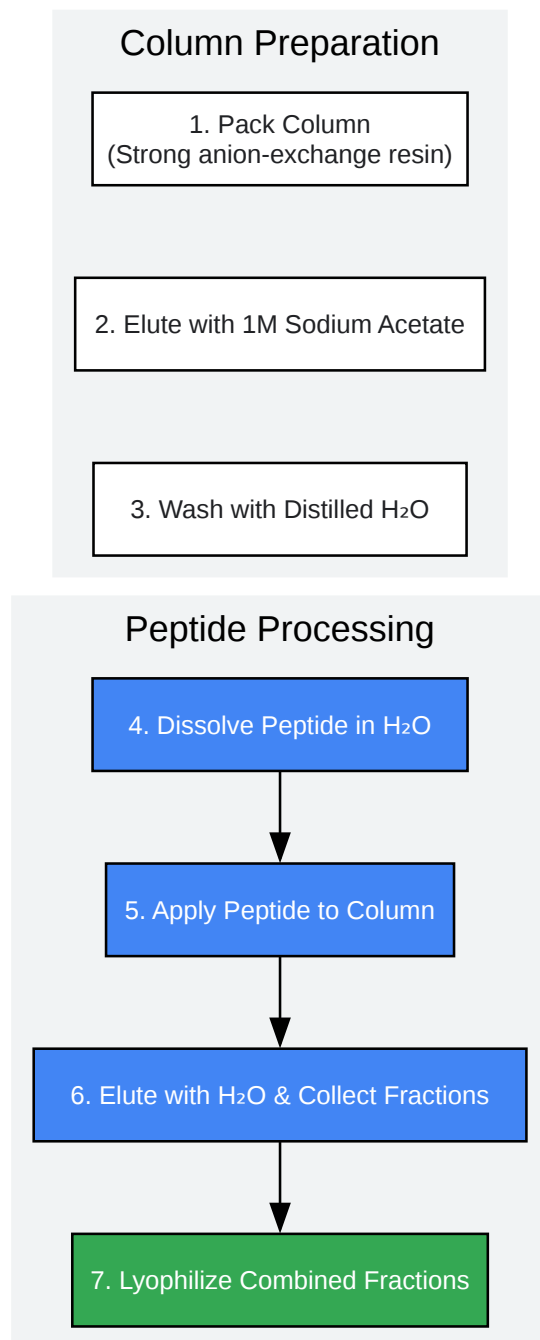 Column Preparation
1. Pack Column
(Strong anion-exchange resin)
2. Elute with 1M Sodium Acetate
3. Wash with Distilled H₂O
Peptide Processing
4. Dissolve Peptide in H₂O
5. Apply Peptide to Column
6. Elute with H₂O & Collect Fractions
7. Lyophilize Combined Fractions